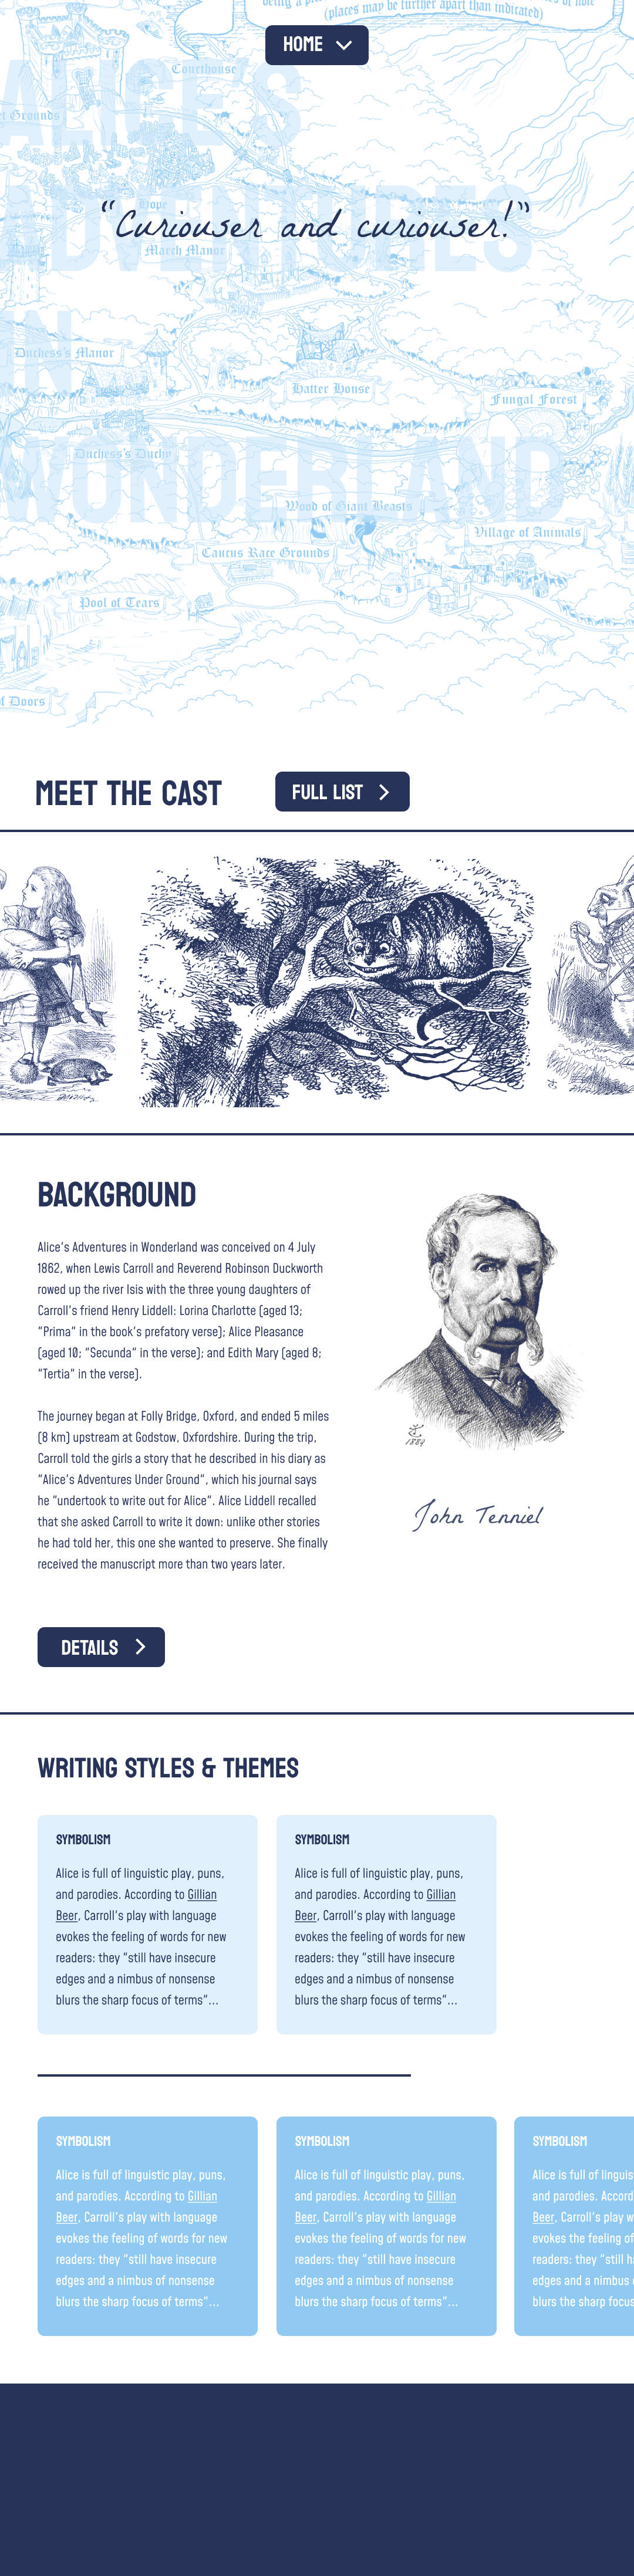 (places may be further apart than indicated)
HOME
Courthouse
Grounds
ALICE'S
ADVENTURES
Hope
“Curiouser and curiouser!”
March Manor
IN
Duchess's Manor
Hatter House
Fungal Forest
WONDERLAND
Duchess's Duchy
Wood of Giant Beasts
Village of Animals
Caucus Race Grounds
Pool of Tears
of Doors
MEET THE CAST
FULL LIST
BACKGROUND
Alice's Adventures in Wonderland was conceived on 4 July
1862, when Lewis Carroll and Reverend Robinson Duckworth
rowed up the river Isis with the three young daughters of
Carroll's friend Henry Liddell: Lorina Charlotte (aged 13;
"Prima" in the book's prefatory verse); Alice Pleasance
(aged 10; "Secunda" in the verse); and Edith Mary (aged 8;
"Tertia" in the verse).
The journey began at Folly Bridge, Oxford, and ended 5 miles
(8 km) upstream at Godstow, Oxfordshire. During the trip,
Carroll told the girls a story that he described in his diary as
"Alice's Adventures Under Ground", which his journal says
he "undertook to write out for Alice". Alice Liddell recalled
that she asked Carroll to write it down: unlike other stories
he had told her, this one she wanted to preserve. She finally
received the manuscript more than two years later.
1884
John Tenniel
DETAILS
WRITING STYLES & THEMES
SYMBOLISM
Alice is full of linguistic play, puns,
and parodies. According to Gillian
Beer, Carroll's play with language
evokes the feeling of words for new
readers: they "still have insecure
edges and a nimbus of nonsense
blurs the sharp focus of terms"...
SYMBOLISM
Alice is full of linguistic play, puns,
and parodies. According to Gillian
Beer, Carroll's play with language
evokes the feeling of words for new
readers: they "still have insecure
edges and a nimbus of nonsense
blurs the sharp focus of terms"...
SYMBOLISM
Alice is full of linguistic play, puns,
and parodies. According to Gillian
Beer, Carroll's play with language
evokes the feeling of words for new
readers: they "still have insecure
edges and a nimbus of nonsense
blurs the sharp focus of terms"...
SYMBOLISM
Alice is full of linguistic play, puns,
and parodies. According to Gillian
Beer, Carroll's play with language
evokes the feeling of words for new
readers: they "still have insecure
edges and a nimbus of nonsense
blurs the sharp focus of terms"...
SYMBOLISM
Alice is full of linguis
and parodies. Accord
Beer, Carroll's play w
evokes the feeling of
readers: they "still h
edges and a nimbus
blurs the sharp focus